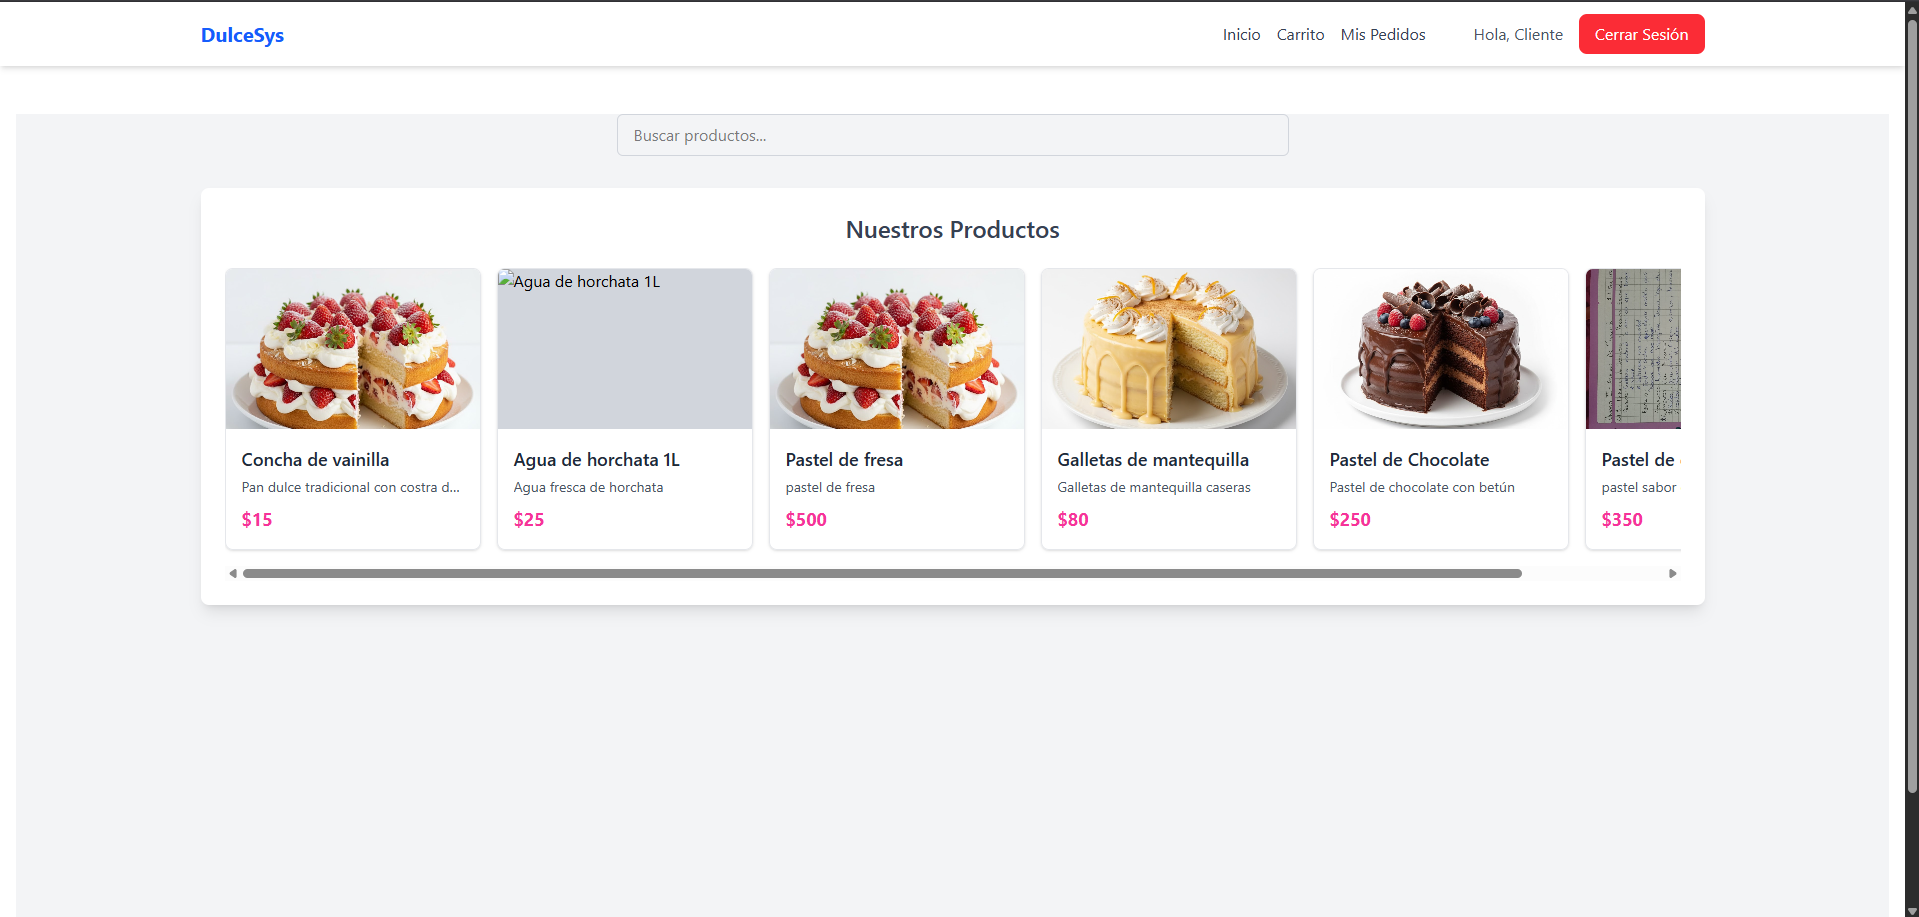 DulceSys
Inicio
Carrito
Mis Pedidos
Hola, Cliente
Cerrar Sesión
Buscar productos...
Nuestros Productos
Agua de horchata 1L
Concha de vainilla
Pan dulce tradicional con costra d...
$15
Agua de horchata 1L
Agua fresca de horchata
$25
Pastel de fresa
pastel de fresa
$500
Galletas de mantequilla
Galletas de mantequilla caseras
$80
Pastel de Chocolate
Pastel de chocolate con betún
$250
Pastel de
pastel sabor
$350